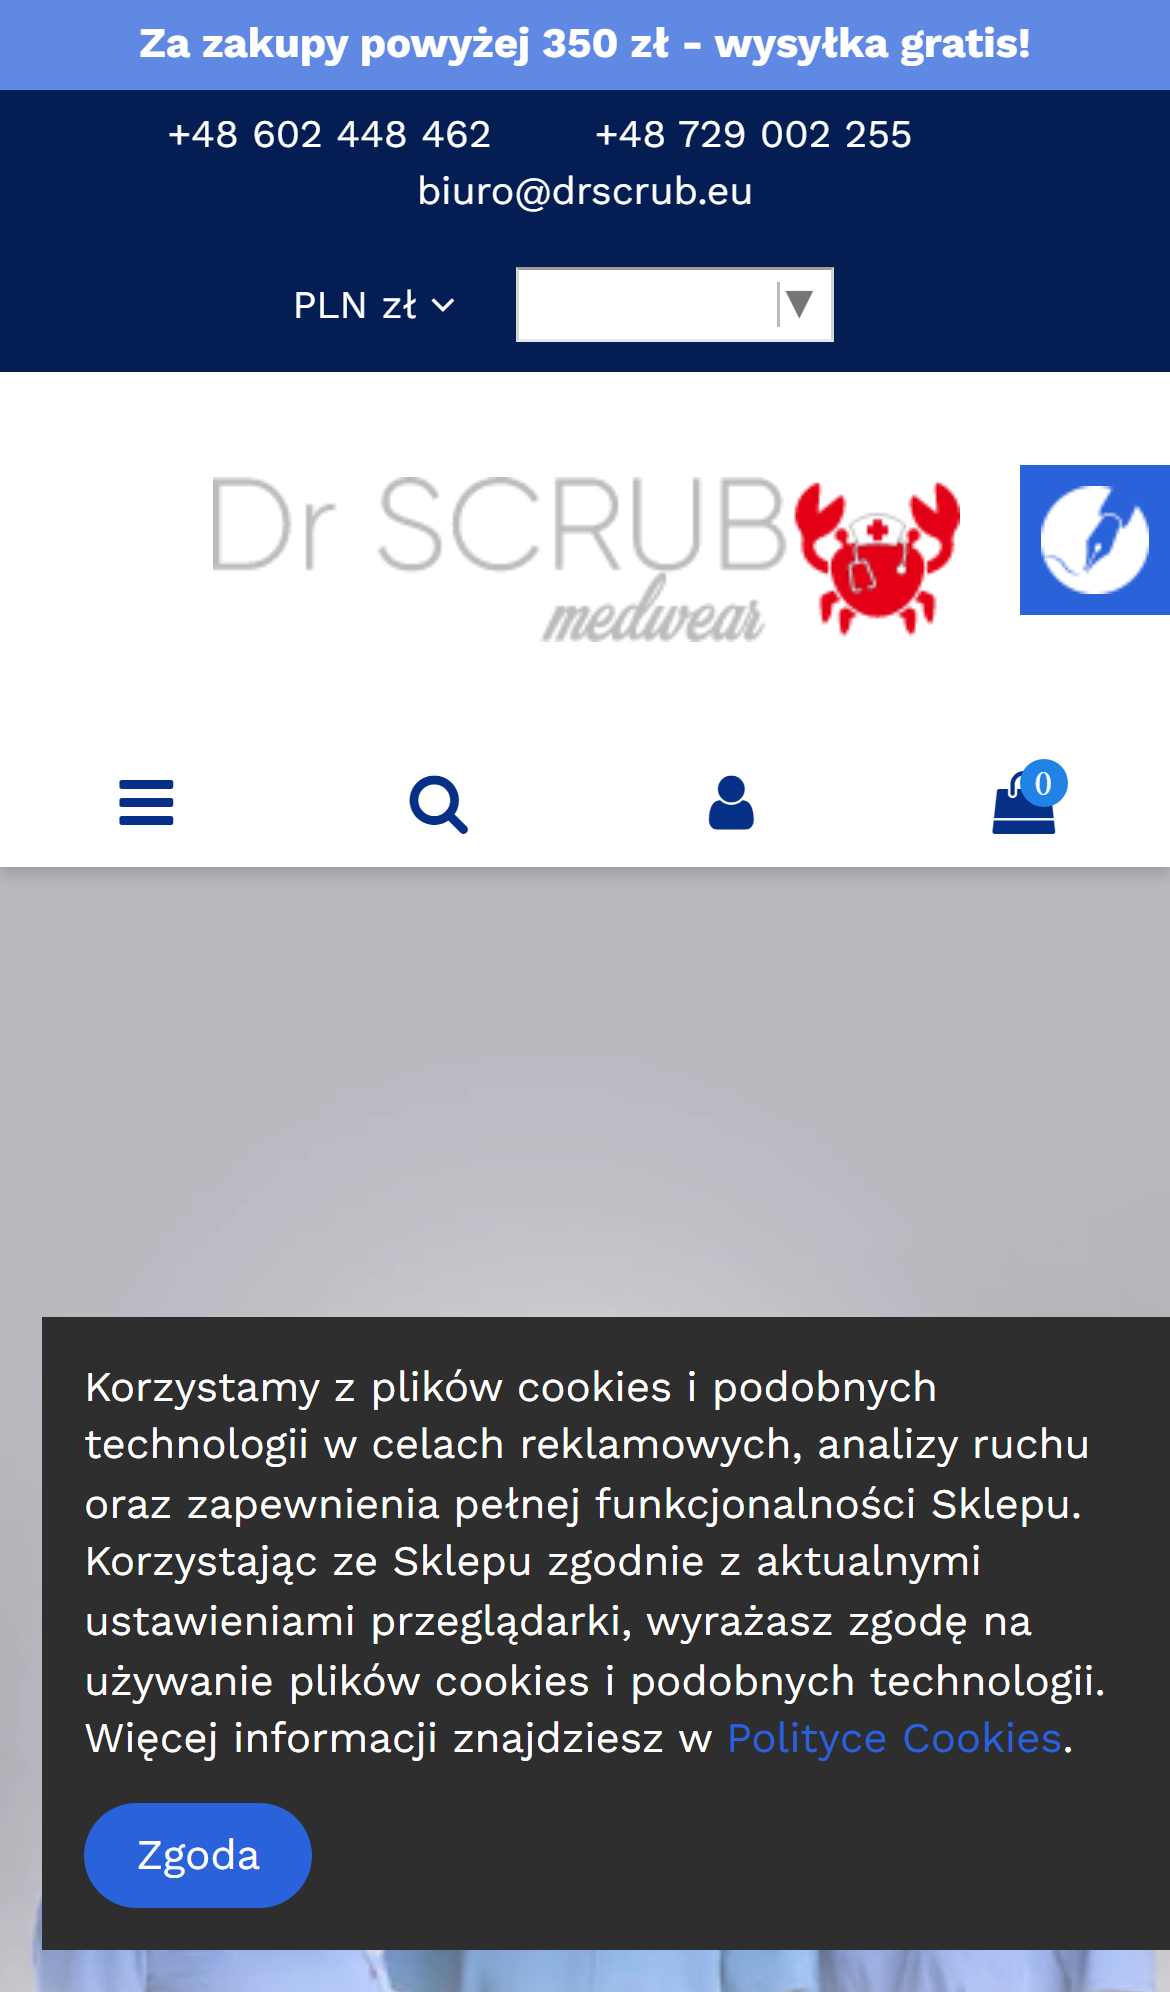 Za zakupy powyżej 350 zł - wysyłka gratis!
+48 602 448 462 +48 729 002 255
biuro@drscrub.eu
PLN zł
Dr SCRUB
medwear
0
Korzystamy z plików cookies i podobnych
technologii w celach reklamowych, analizy ruchu
oraz zapewnienia pełnej funkcjonalności Sklepu.
Korzystając ze Sklepu zgodnie z aktualnymi
ustawieniami przeglądarki, wyrażasz zgodę na
używanie plików cookies i podobnych technologii.
Więcej informacji znajdziesz w Polityce Cookies.
Zgoda